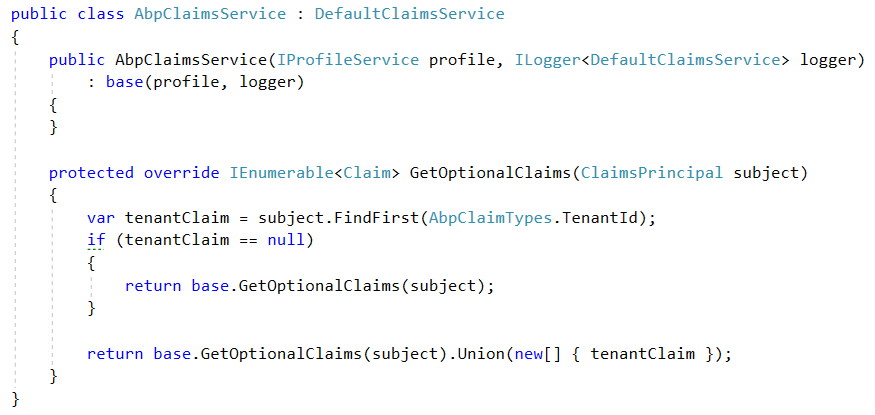 public class AbpClaimsService : DefaultClaimsService
{
    public AbpClaimsService(IProfileService profile, ILogger<DefaultClaimsService> logger)
        : base(profile, logger)
    {
    }

    protected override IEnumerable<Claim> GetOptionalClaims(ClaimsPrincipal subject)
    {
        var tenantClaim = subject.FindFirst(AbpClaimTypes.TenantId);
        if (tenantClaim == null)
        {
            return base.GetOptionalClaims(subject);
        }

        return base.GetOptionalClaims(subject).Union(new[] { tenantClaim });
    }
}